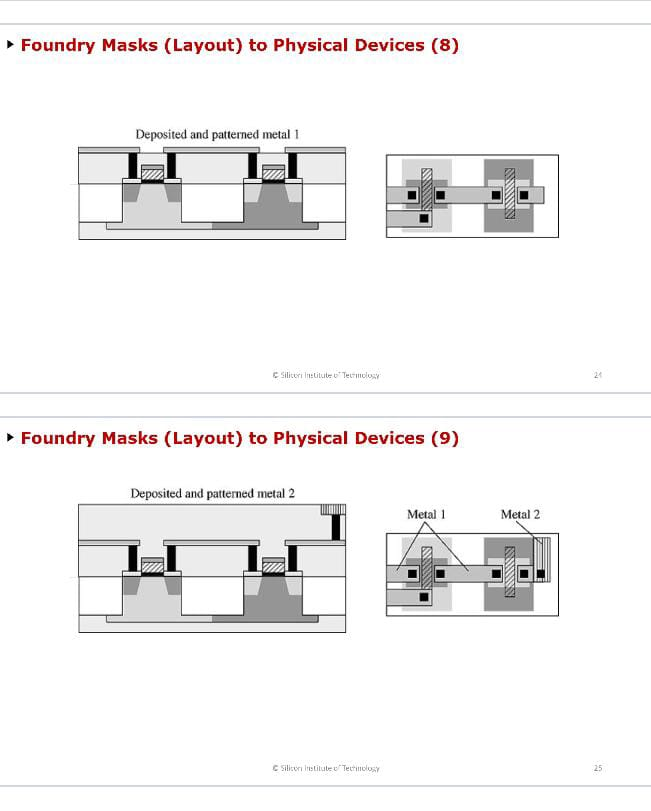 Foundry Masks (Layout) to Physical Devices (8)
Deposited and patterned metal 1
© Silicon Institute of Technology
24
Foundry Masks (Layout) to Physical Devices (9)
Deposited and patterned metal 2
Metal 1
Metal 2
© Silicon Institute of Technology
25